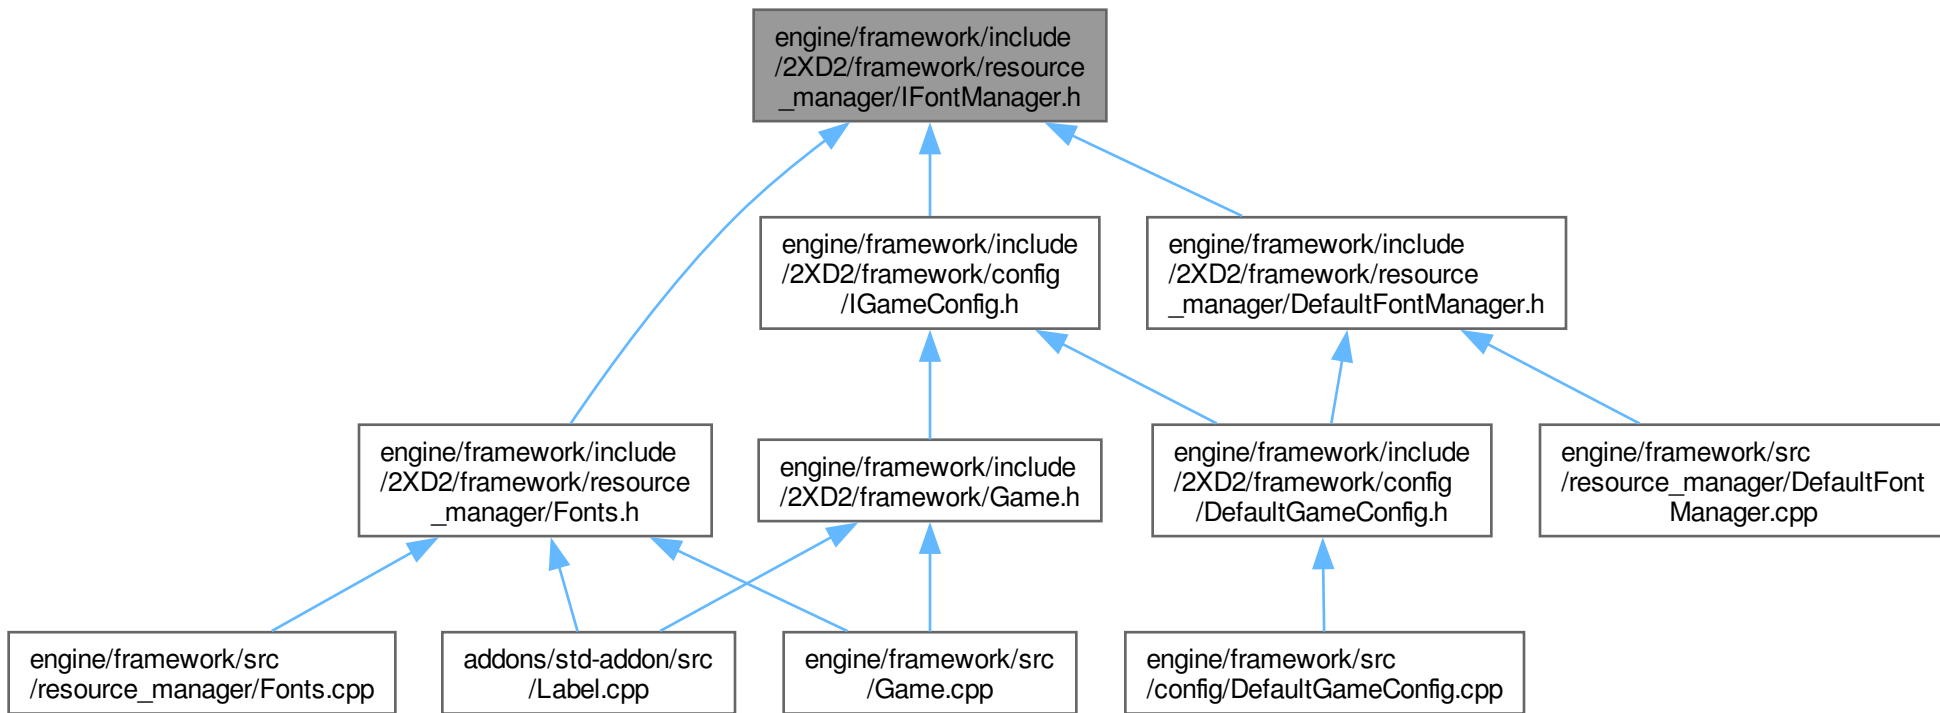 engine/framework/include
/2XD2/framework/resource
_manager/IFontManager.h
engine/framework/include
/2XD2/framework/config
/IGameConfig.h
engine/framework/include
/2XD2/framework/resource
_manager/DefaultFontManager.h
engine/framework/include
/2XD2/framework/resource
_manager/Fonts.h
engine/framework/include
/2XD2/framework/Game.h
engine/framework/include
/2XD2/framework/config
/DefaultGameConfig.h
engine/framework/src
/resource_manager/DefaultFont
Manager.cpp
engine/framework/src
/resource_manager/Fonts.cpp
addons/std-addon/src
/Label.cpp
engine/framework/src
/Game.cpp
engine/framework/src
/config/DefaultGameConfig.cpp